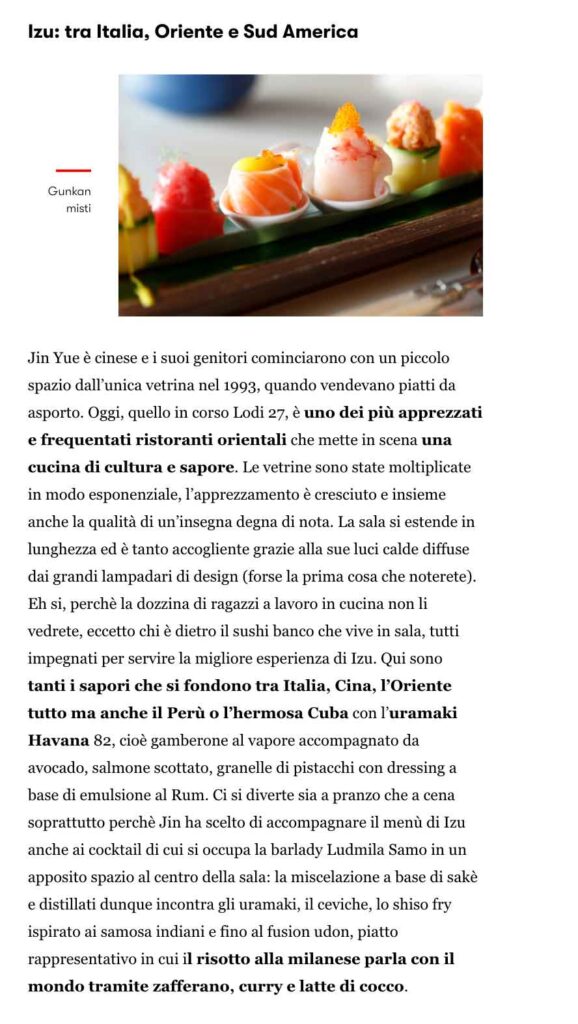 Izu: tra Italia, Oriente e Sud America
Gunkan
misti
Jin Yue è cinese e i suoi genitori cominciarono con un piccolo
spazio dall’unica vetrina nel 1993, quando vendevano piatti da
asporto. Oggi, quello in corso Lodi 27, è uno dei più apprezzati
e frequentati ristoranti orientali che mette in scena una
cucina di cultura e sapore. Le vetrine sono state moltiplicate
in modo esponenziale, l’apprezzamento è cresciuto e insieme
anche la qualità di un’insegna degna di nota. La sala si estende in
lunghezza ed è tanto accogliente grazie alla sue luci calde diffuse
dai grandi lampadari di design (forse la prima cosa che noterete).
Eh si, perchè la dozzina di ragazzi a lavoro in cucina non li
vedrete, eccetto chi è dietro il sushi banco che vive in sala, tutti
impegnati per servire la migliore esperienza di Izu. Qui sono
tanti i sapori che si fondono tra Italia, Cina, l’Oriente
tutto ma anche il Perù o l’hermosa Cuba con l’uramaki
Havana 82, cioè gamberone al vapore accompagnato da
avocado, salmone scottato, granelle di pistacchi con dressing a
base di emulsione al Rum. Ci si diverte sia a pranzo che a cena
soprattutto perchè Jin ha scelto di accompagnare il menù di Izu
anche ai cocktail di cui si occupa la barlady Ludmila Samo in un
apposito spazio al centro della sala: la miscelazione a base di sakè
e distillati dunque incontra gli uramaki, il ceviche, lo shiso fry
ispirato ai samosa indiani e fino al fusion udon, piatto
rappresentativo in cui il risotto alla milanese parla con il
mondo tramite zafferano, curry e latte di cocco.